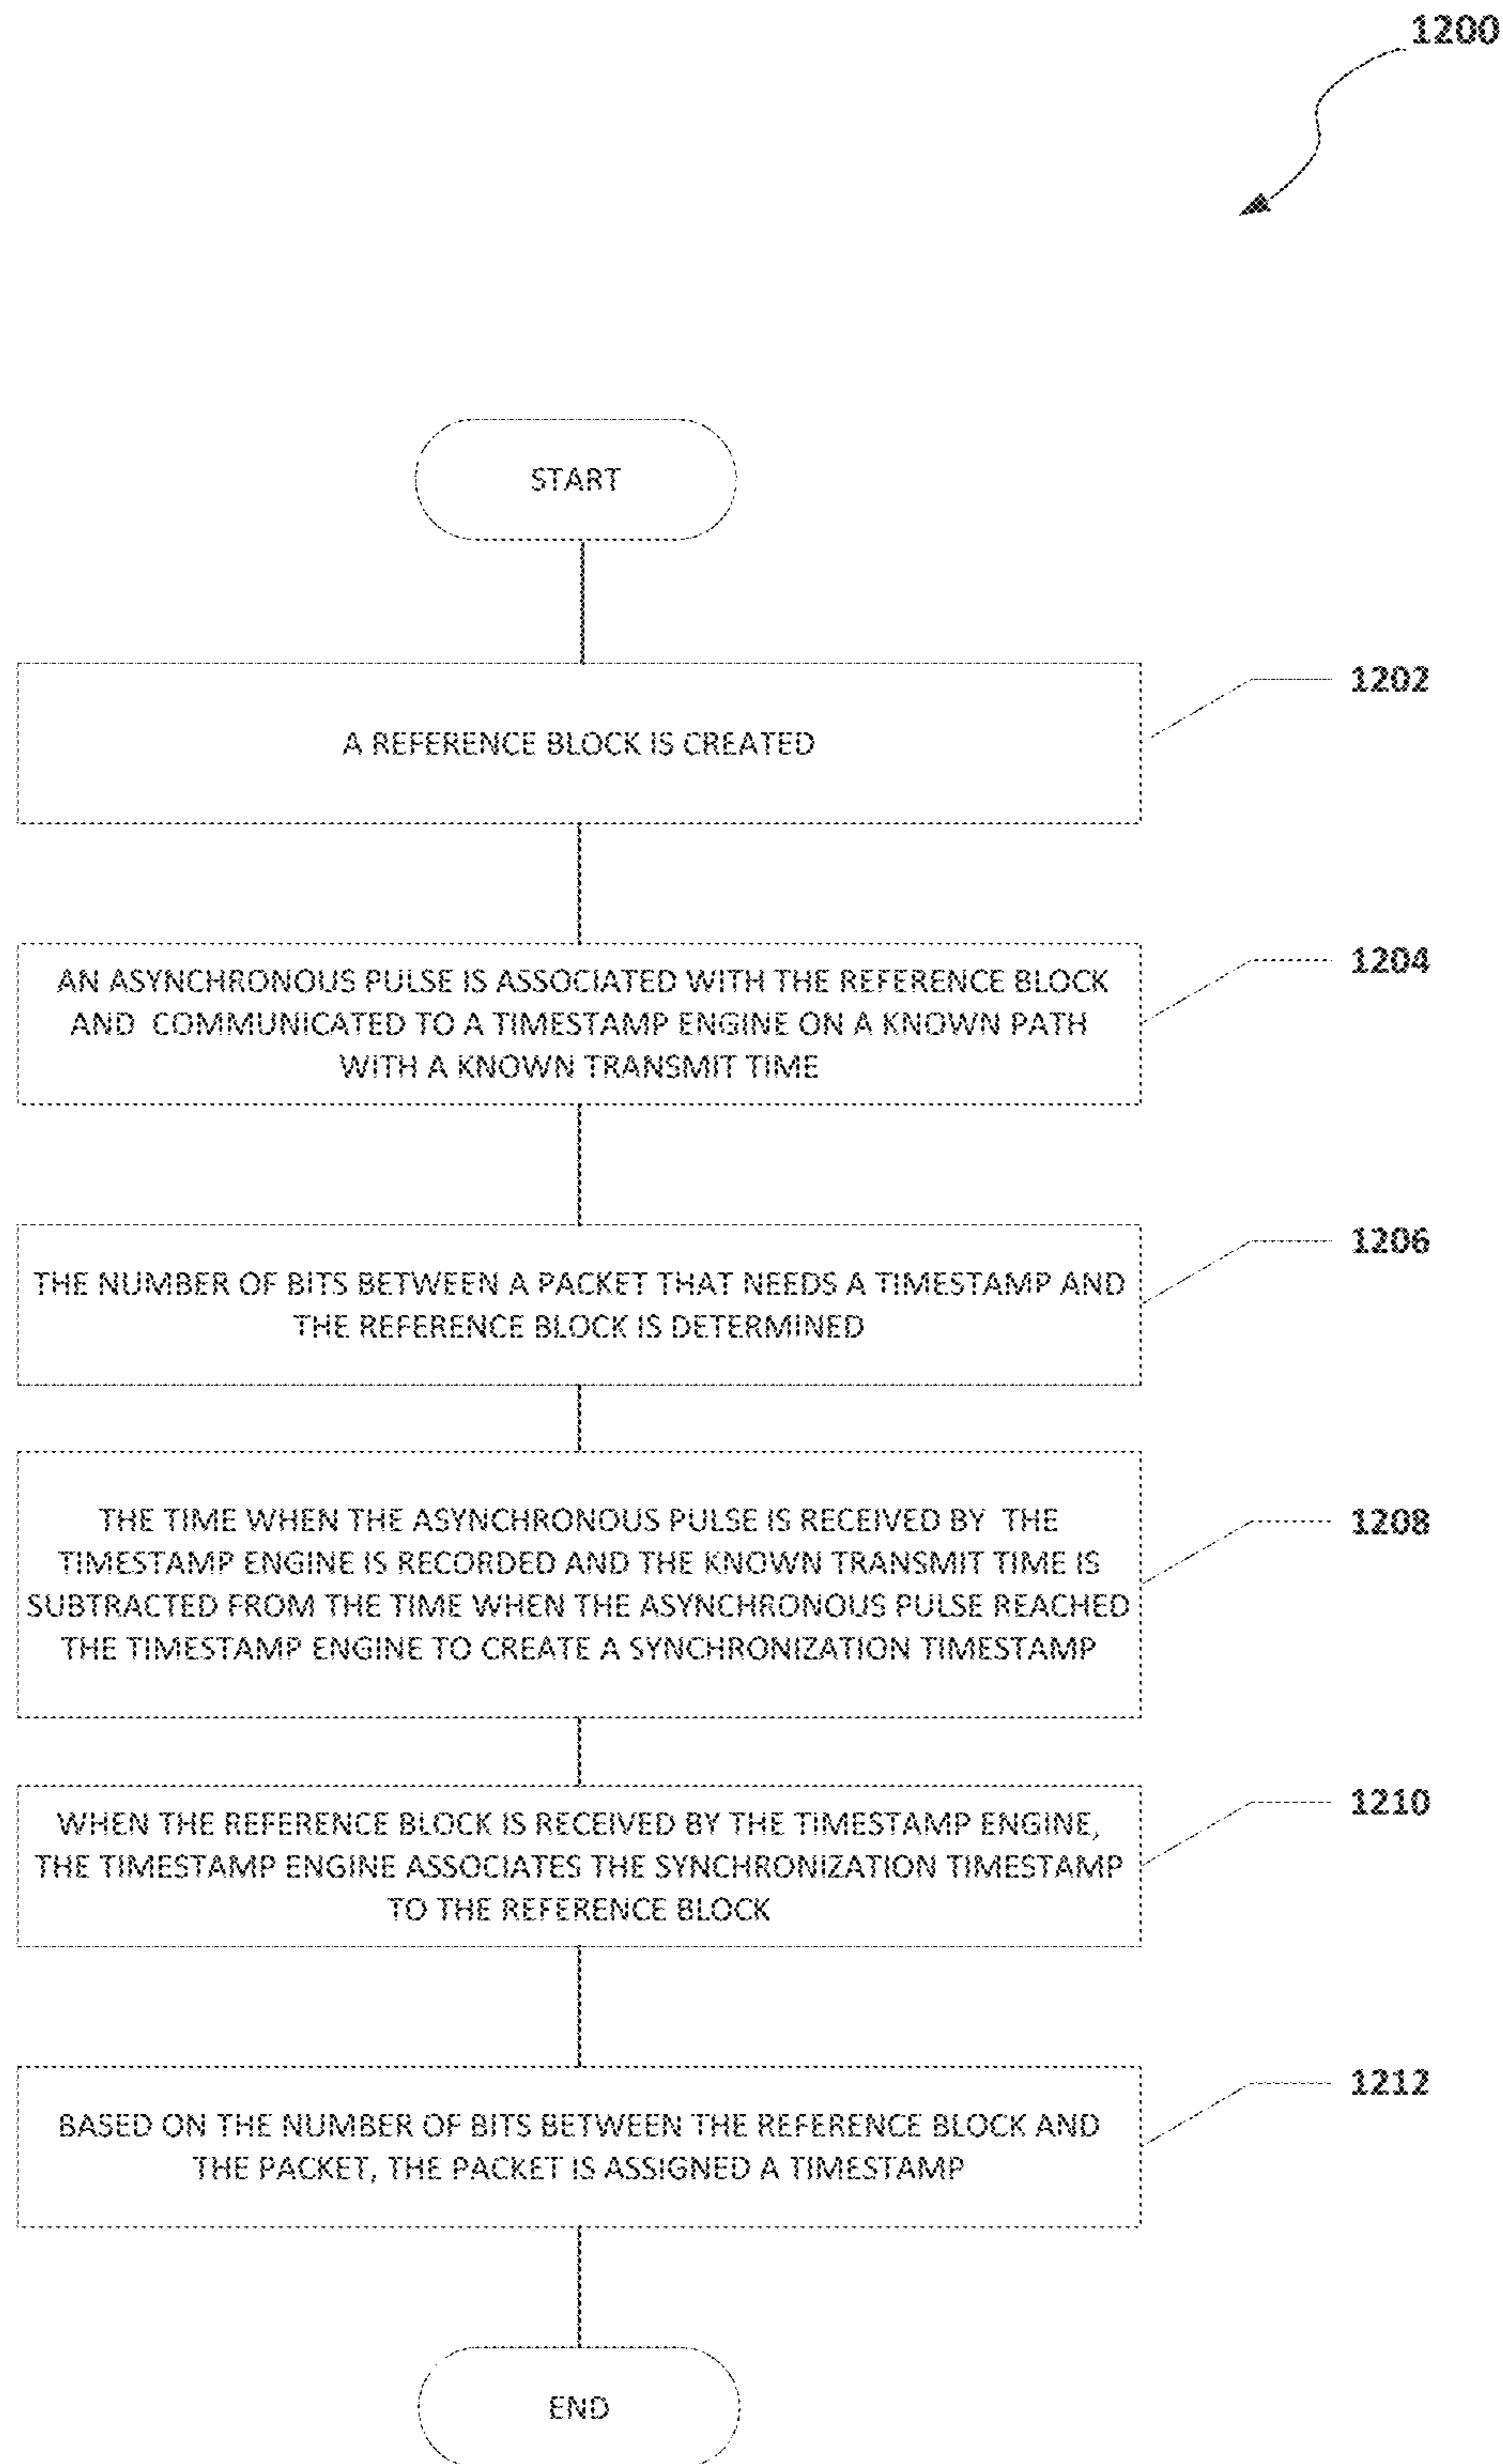 1200
START
A REFERENCE BLOCK IS CREATED
1202
AN ASYNCHRONOUS PULSE IS ASSOCIATED WITH THE REFERENCE BLOCK
AND COMMUNICATED TO A TIMESTAMP ENGINE ON A KNOWN PATH
WITH A KNOWN TRANSMIT TIME
1204
THE NUMBER OF BITS BETWEEN A PACKET THAT NEEDS A TIMESTAMP AND
THE REFERENCE BLOCK IS DETERMINED
1206
THE TIME WHEN THE ASYNCHRONOUS PULSE IS RECEIVED BY THE
TIMESTAMP ENGINE IS RECORDED AND THE KNOWN TRANSMIT TIME IS
SUBTRACTED FROM THE TIME WHEN THE ASYNCHRONOUS PULSE REACHED
THE TIMESTAMP ENGINE TO CREATE A SYNCHRONIZATION TIMESTAMP
1208
WHEN THE REFERENCE BLOCK IS RECEIVED BY THE TIMESTAMP ENGINE,
THE TIMESTAMP ENGINE ASSOCIATES THE SYNCHRONIZATION TIMESTAMP
TO THE REFERENCE BLOCK
1210
BASED ON THE NUMBER OF BITS BETWEEN THE REFERENCE BLOCK AND
THE PACKET, THE PACKET IS ASSIGNED A TIMESTAMP
1212
END